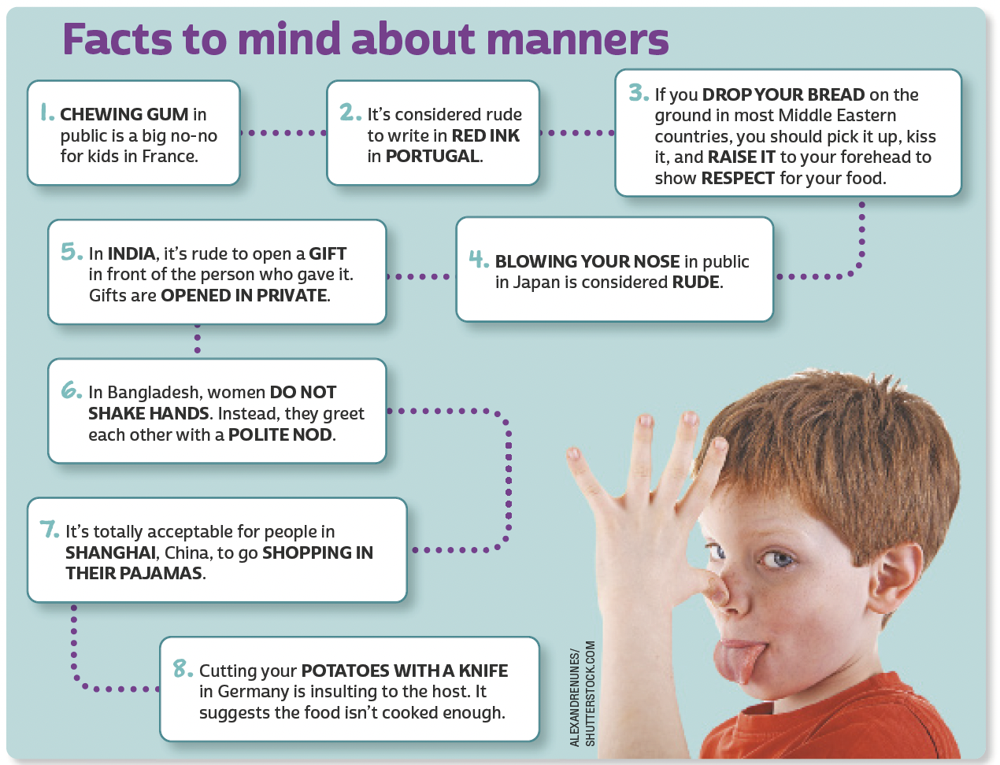 Facts to mind about manners
1. CHEWING GUM in
public is a big no-no
for kids in France.
2. It's considered rude
to write in RED INK
in PORTUGAL.
3. If you DROP YOUR BREAD on the
ground in most Middle Eastern
countries, you should pick it up, kiss
it, and RAISE IT to your forehead to
show RESPECT for your food.
4. BLOWING YOUR NOSE in public
in Japan is considered RUDE.
5. In INDIA, it's rude to open a GIFT
in front of the person who gave it.
Gifts are OPENED IN PRIVATE.
6. In Bangladesh, women DO NOT
SHAKE HANDS. Instead, they greet
each other with a POLITE NOD.
7. It's totally acceptable for people in
SHANGHAI, China, to go SHOPPING IN
THEIR PAJAMAS.
8. Cutting your POTATOES WITH A KNIFE
in Germany is insulting to the host. It
suggests the food isn't cooked enough.
ALEXANDRENUNES/
SHUTTERSTOCK.COM